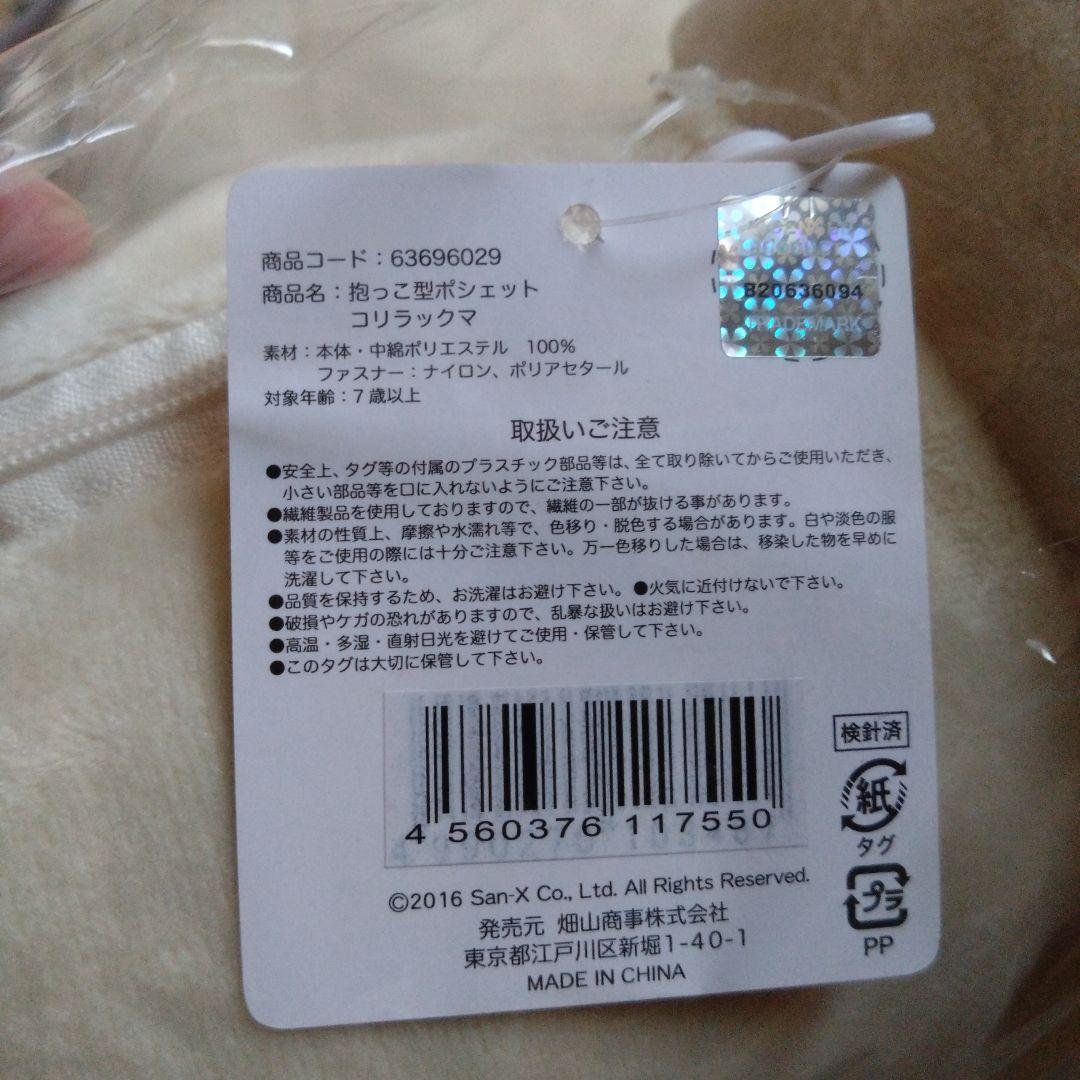 商品コード：63696029
商品名：抱っこ型ポシェット
コリラックマ
素材：本体・中綿ポリエステル　100%
ファスナー：ナイロン、ポリアセタール
対象年齢：7歳以上
B20636094
TRADEMARK
取扱いご注意
●安全上、タグ等の付属のプラスチック部品等は、全て取り除いてからご使用いただき、
小さい部品等を口に入れないようにご注意下さい。
●繊維製品を使用しておりますので、繊維の一部が抜ける事があります。
●素材の性質上、摩擦や水濡れ等で、色移り・脱色する場合があります。白や淡色の服
等をご使用の際には十分ご注意下さい。万一色移りした場合は、移染した物を早めに
洗濯して下さい。
●品質を保持するため、お洗濯はお避け下さい。●火気に近付けないで下さい。
●破損やケガの恐れがありますので、乱暴な扱いはお避け下さい。
●高温・多湿・直射日光を避けてご使用・保管して下さい。
●このタグは大切に保管して下さい。
4 560376 117550
検針済
紙
タグ
プラ
PP
©2016 San-X Co., Ltd. All Rights Reserved.
発売元 畑山商事株式会社
東京都江戸川区新堀1-40-1
MADE IN CHINA